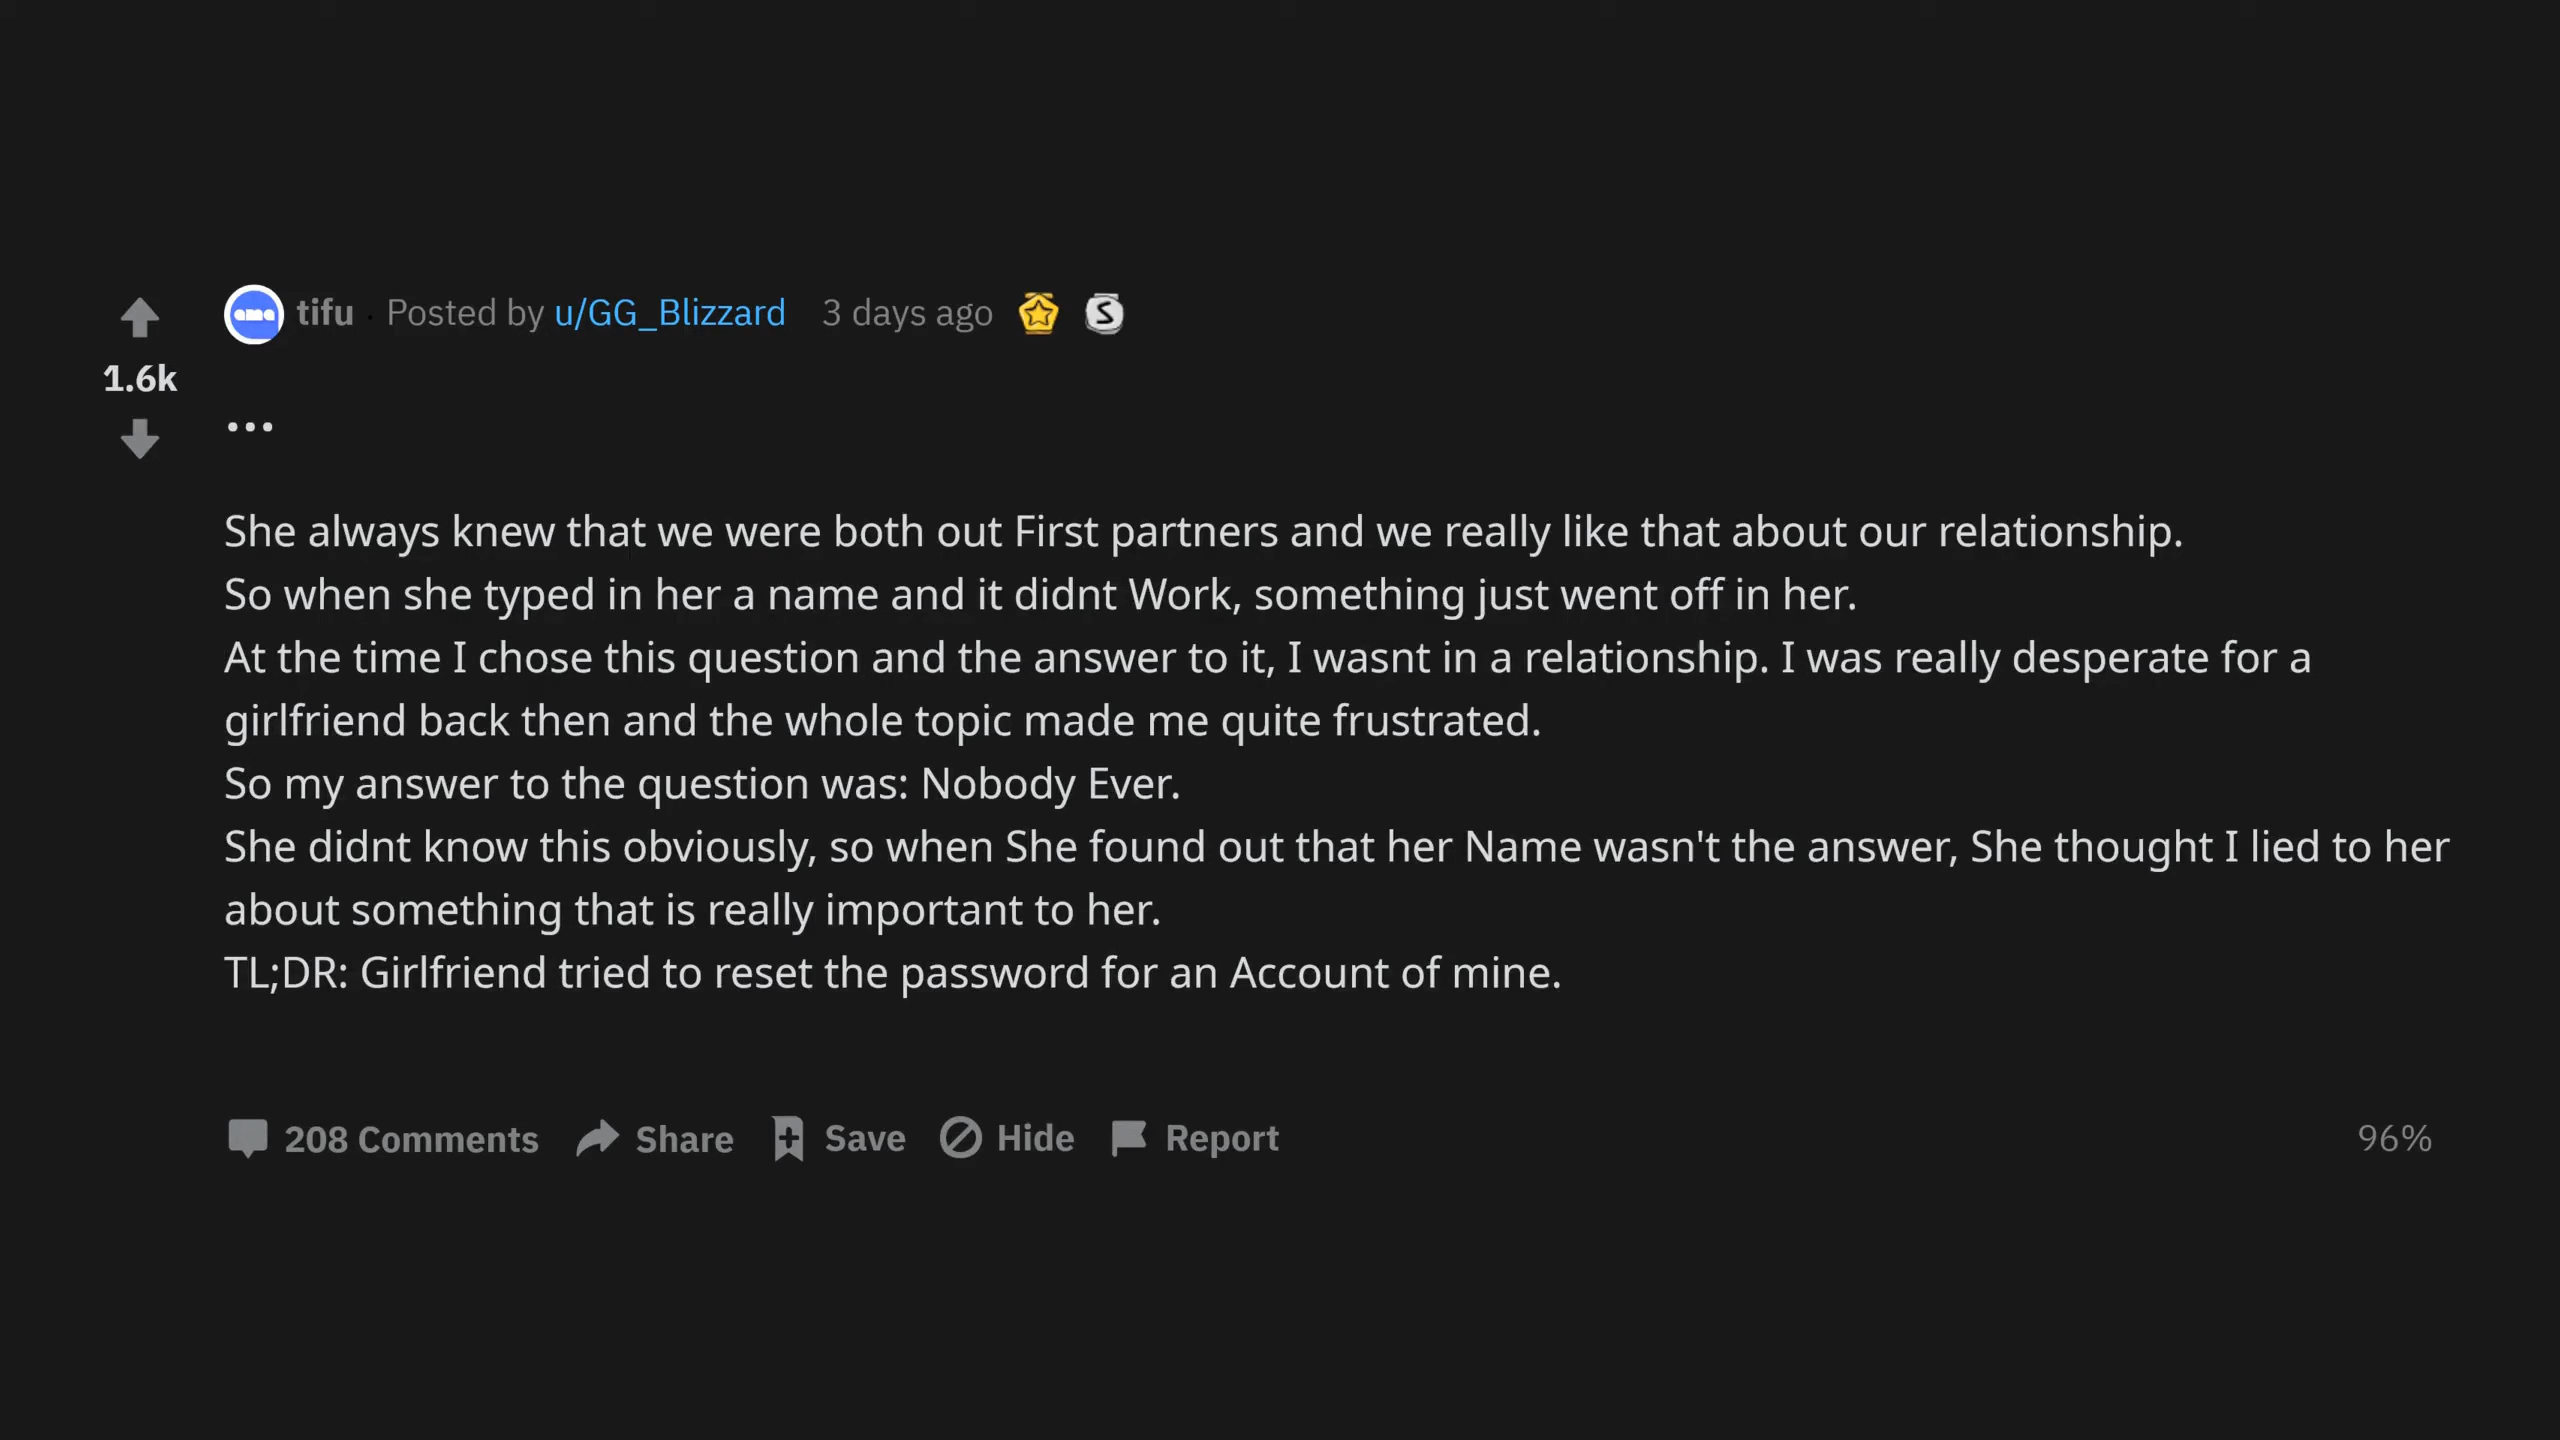 ama tifu · Posted by u/GG_Blizzard 3 days ago S
1.6k
...
She always knew that we were both out First partners and we really like that about our relationship.
So when she typed in her a name and it didnt Work, something just went off in her.
At the time I chose this question and the answer to it, I wasnt in a relationship. I was really desperate for a
girlfriend back then and the whole topic made me quite frustrated.
So my answer to the question was: Nobody Ever.
She didnt know this obviously, so when She found out that her Name wasn't the answer, She thought I lied to her
about something that is really important to her.
TL;DR: Girlfriend tried to reset the password for an Account of mine.
208 Comments Share Save Hide Report 96%